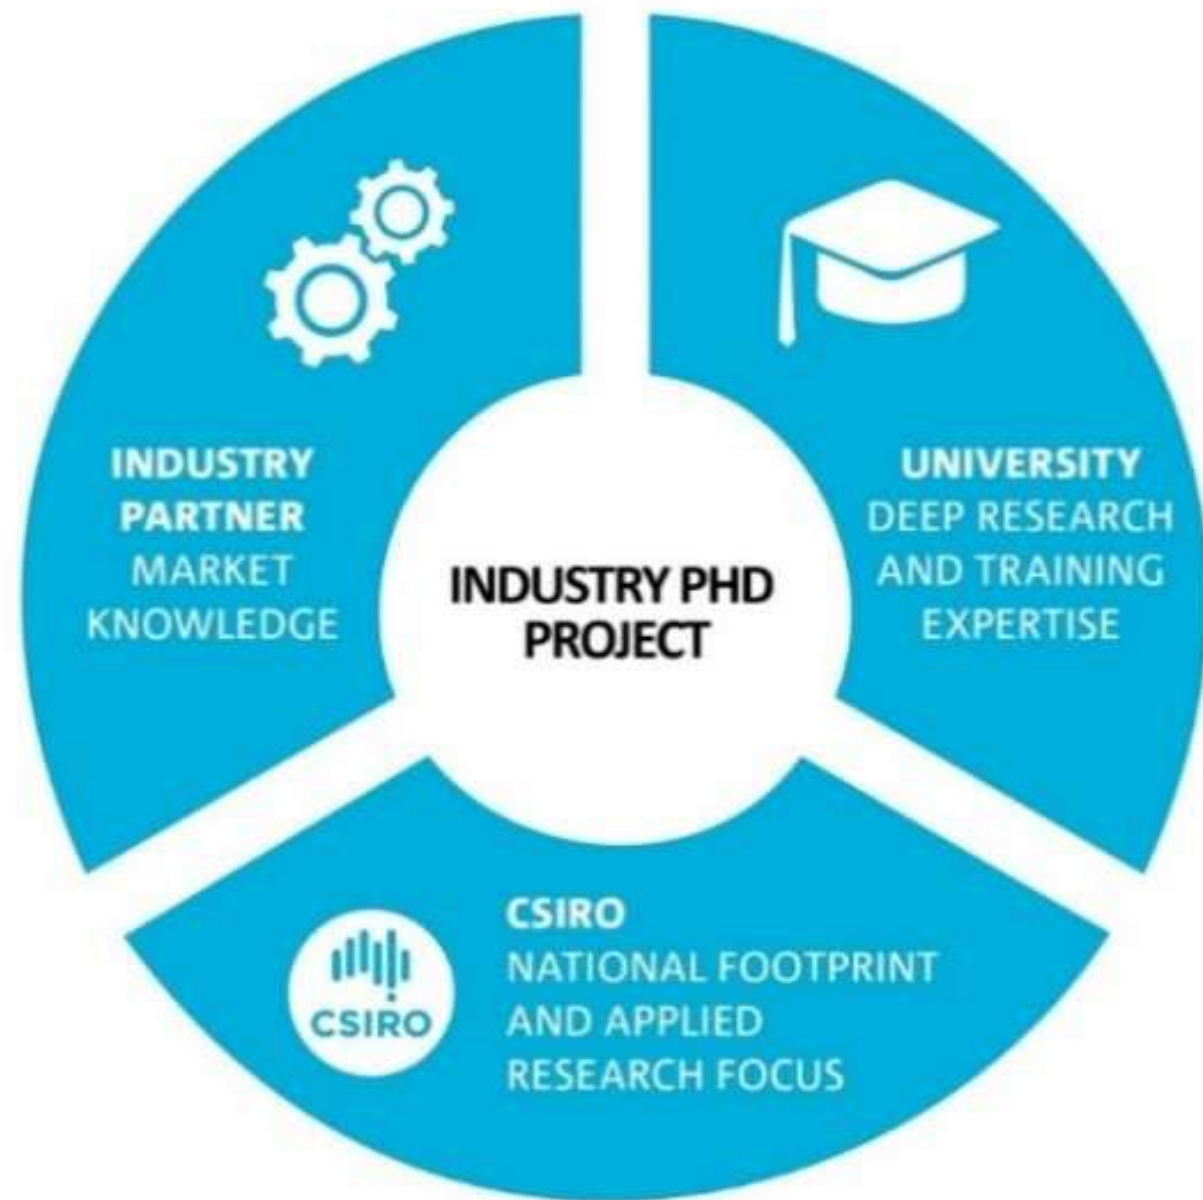 INDUSTRY
PARTNER
MARKET
KNOWLEDGE
UNIVERSITY
DEEP RESEARCH
AND TRAINING
EXPERTISE
INDUSTRY PHD
PROJECT
CSIRO
CSIRO
NATIONAL FOOTPRINT
AND APPLIED
RESEARCH FOCUS